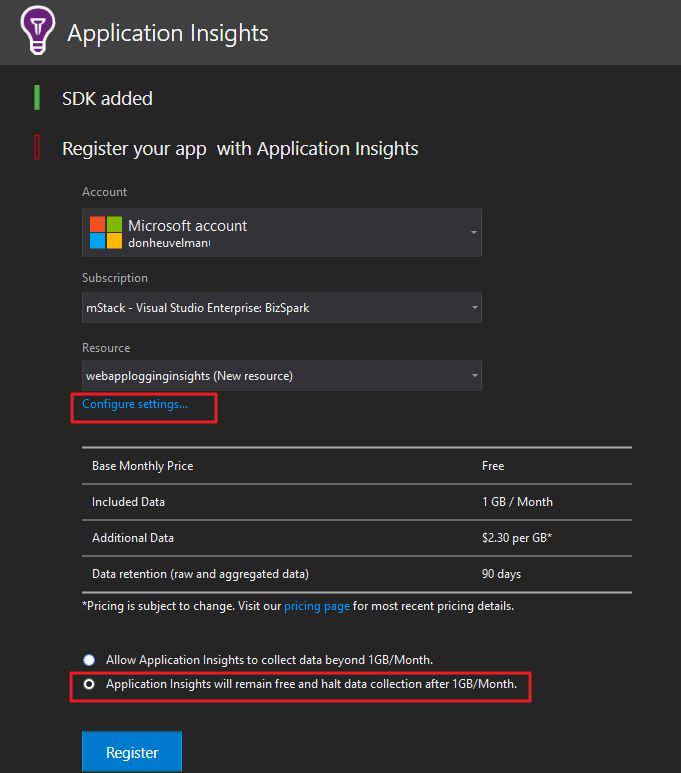 Application Insights
SDK added
Register your app with Application Insights
Account
Microsoft account
donheuvelman
Subscription
mStack - Visual Studio Enterprise: BizSpark
Resource
webapplogginginsights (New resource)
Configure settings...
Base Monthly Price Free
Included Data 1 GB / Month
Additional Data $2.30 per GB*
Data retention (raw and aggregated data) 90 days
*Pricing is subject to change. Visit our pricing page for most recent pricing details.
Allow Application Insights to collect data beyond 1GB/Month.
Application Insights will remain free and halt data collection after 1GB/Month.
Register